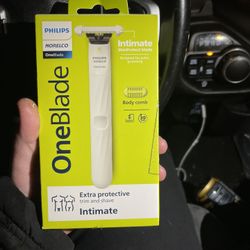 PHILIPS
NORELCO
OneBlade
Intimate
Body comb
OneBlade
Extra protective
trim and shave
Intimate